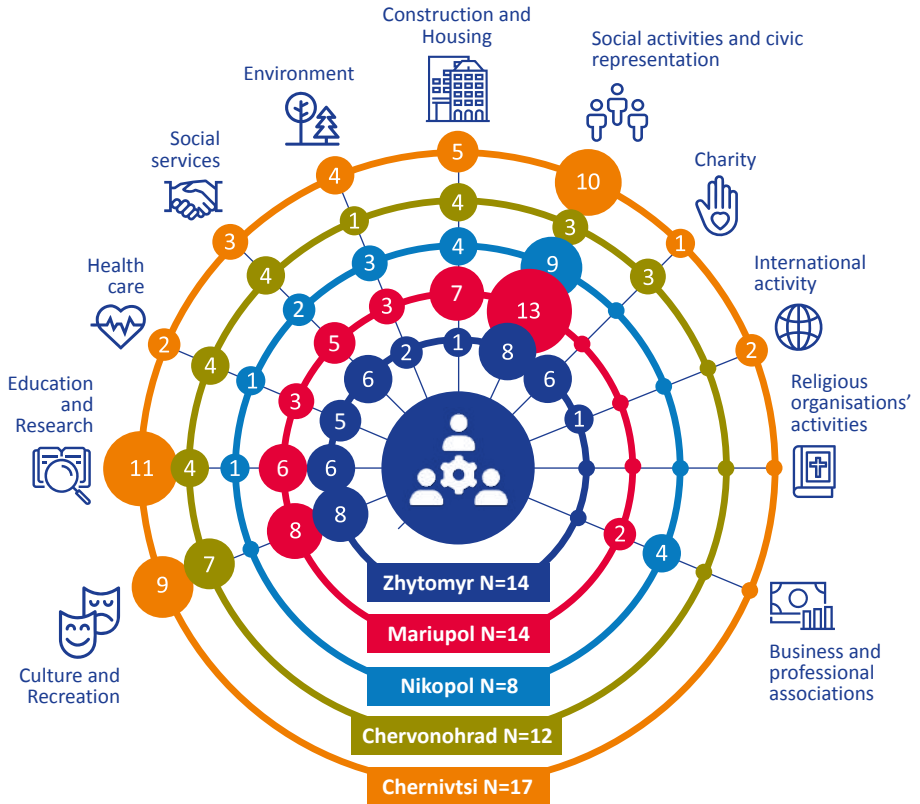 Construction and
Housing
Social activities and civic
representation
Environment
Social
services
Charity
Health
care
International
activity
Education
and
Research
Religious
organisations’
activities
Culture and
Recreation
Business and
professional
associations
5
4
10
3
1
2
2
11
9
4
1
3
4
3
4
4
7
4
3
9
2
1
1
4
7
3
13
5
3
6
8
2
1
2
8
6
6
5
1
6
8
Zhytomyr N=14
Mariupol N=14
Nikopol N=8
Chervonohrad N=12
Chernivtsi N=17